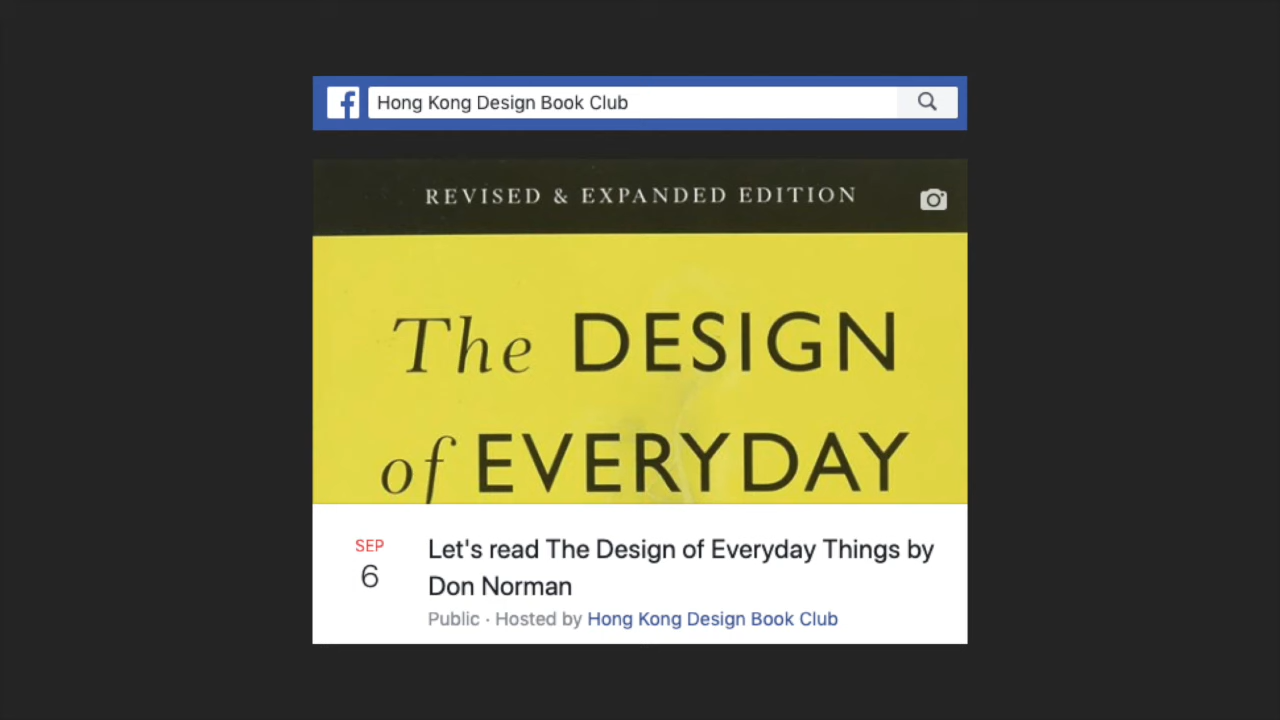 Hong Kong Design Book Club
REVISED & EXPANDED EDITION
The DESIGN
of EVERYDAY
SEP
6
Let's read The Design of Everyday Things by
Don Norman
Public · Hosted by Hong Kong Design Book Club